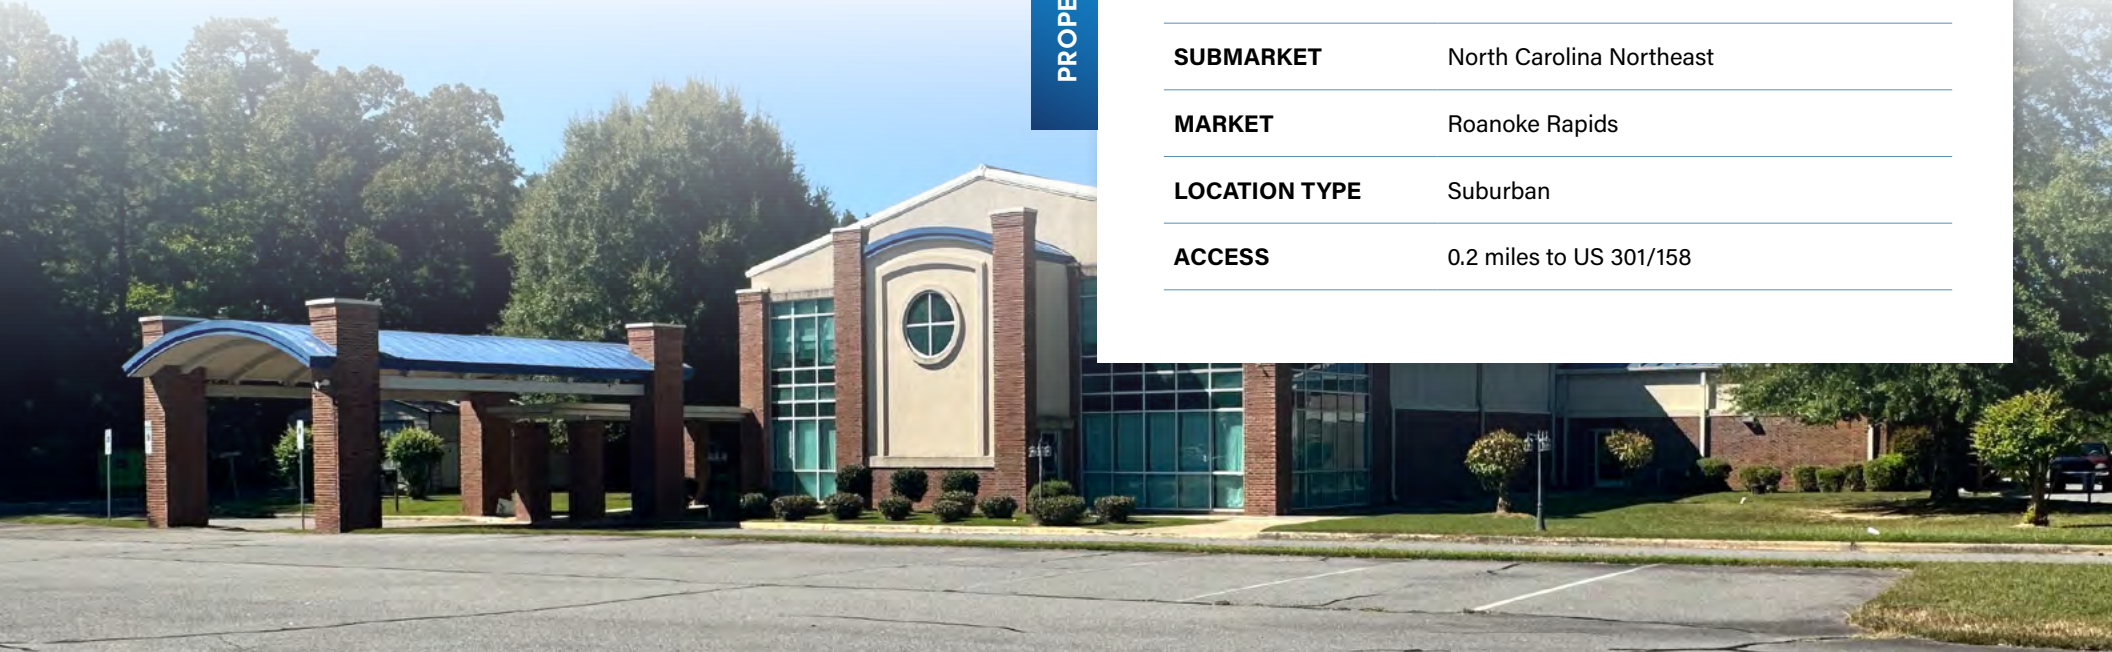 PROPE
SUBMARKET North Carolina Northeast
MARKET Roanoke Rapids
LOCATION TYPE Suburban
ACCESS 0.2 miles to US 301/158